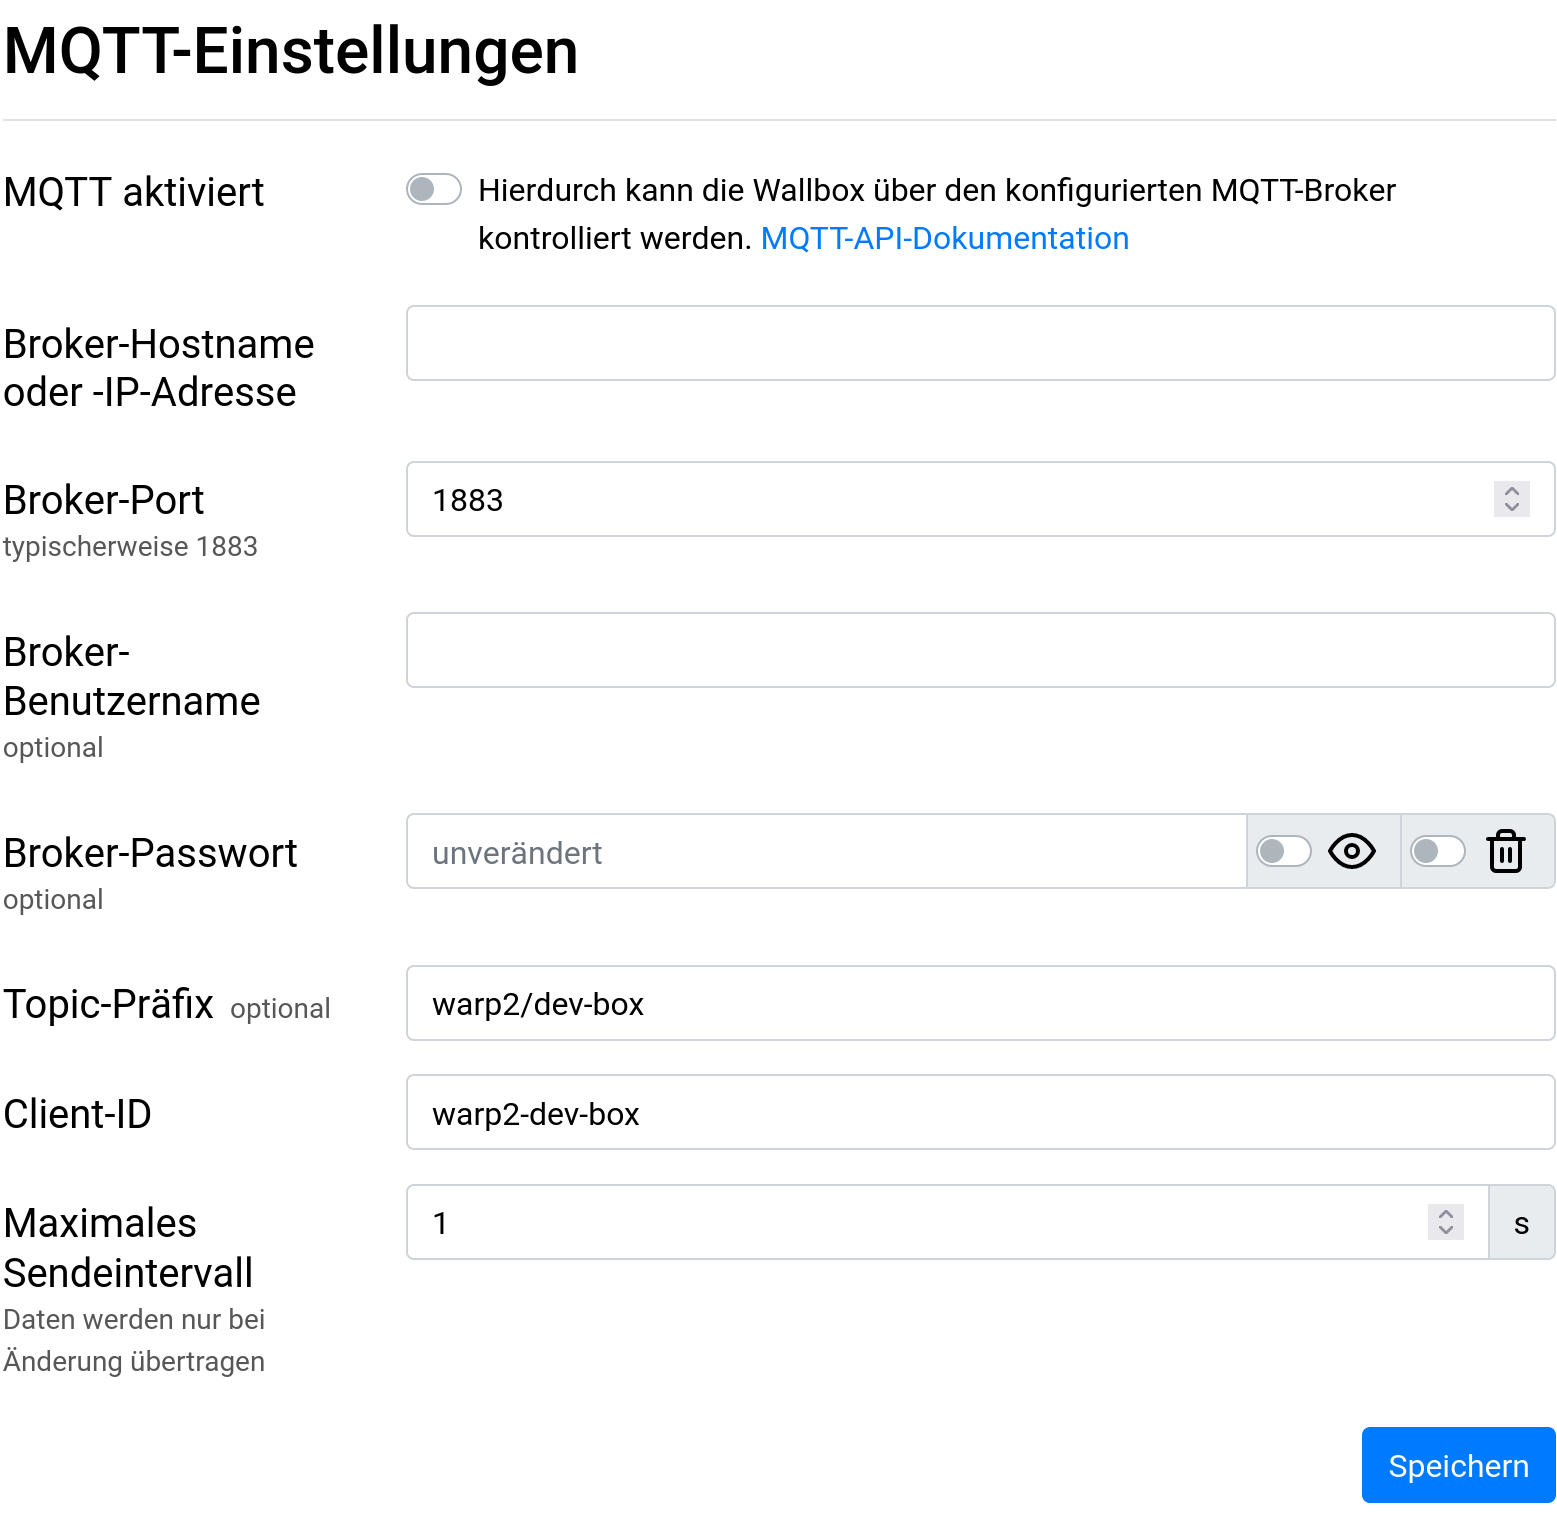 MQTT-Einstellungen
MQTT aktiviert
Hierdurch kann die Wallbox über den konfigurierten MQTT-Broker
kontrolliert werden. MQTT-API-Dokumentation
Broker-Hostname
oder -IP-Adresse
Broker-Port
typischerweise 1883
1883
Broker-
Benutzername
optional
Broker-Passwort
optional
unverändert
Topic-Präfix optional
warp2/dev-box
Client-ID
warp2-dev-box
Maximales
Sendeintervall
Daten werden nur bei
Änderung übertragen
1
s
Speichern